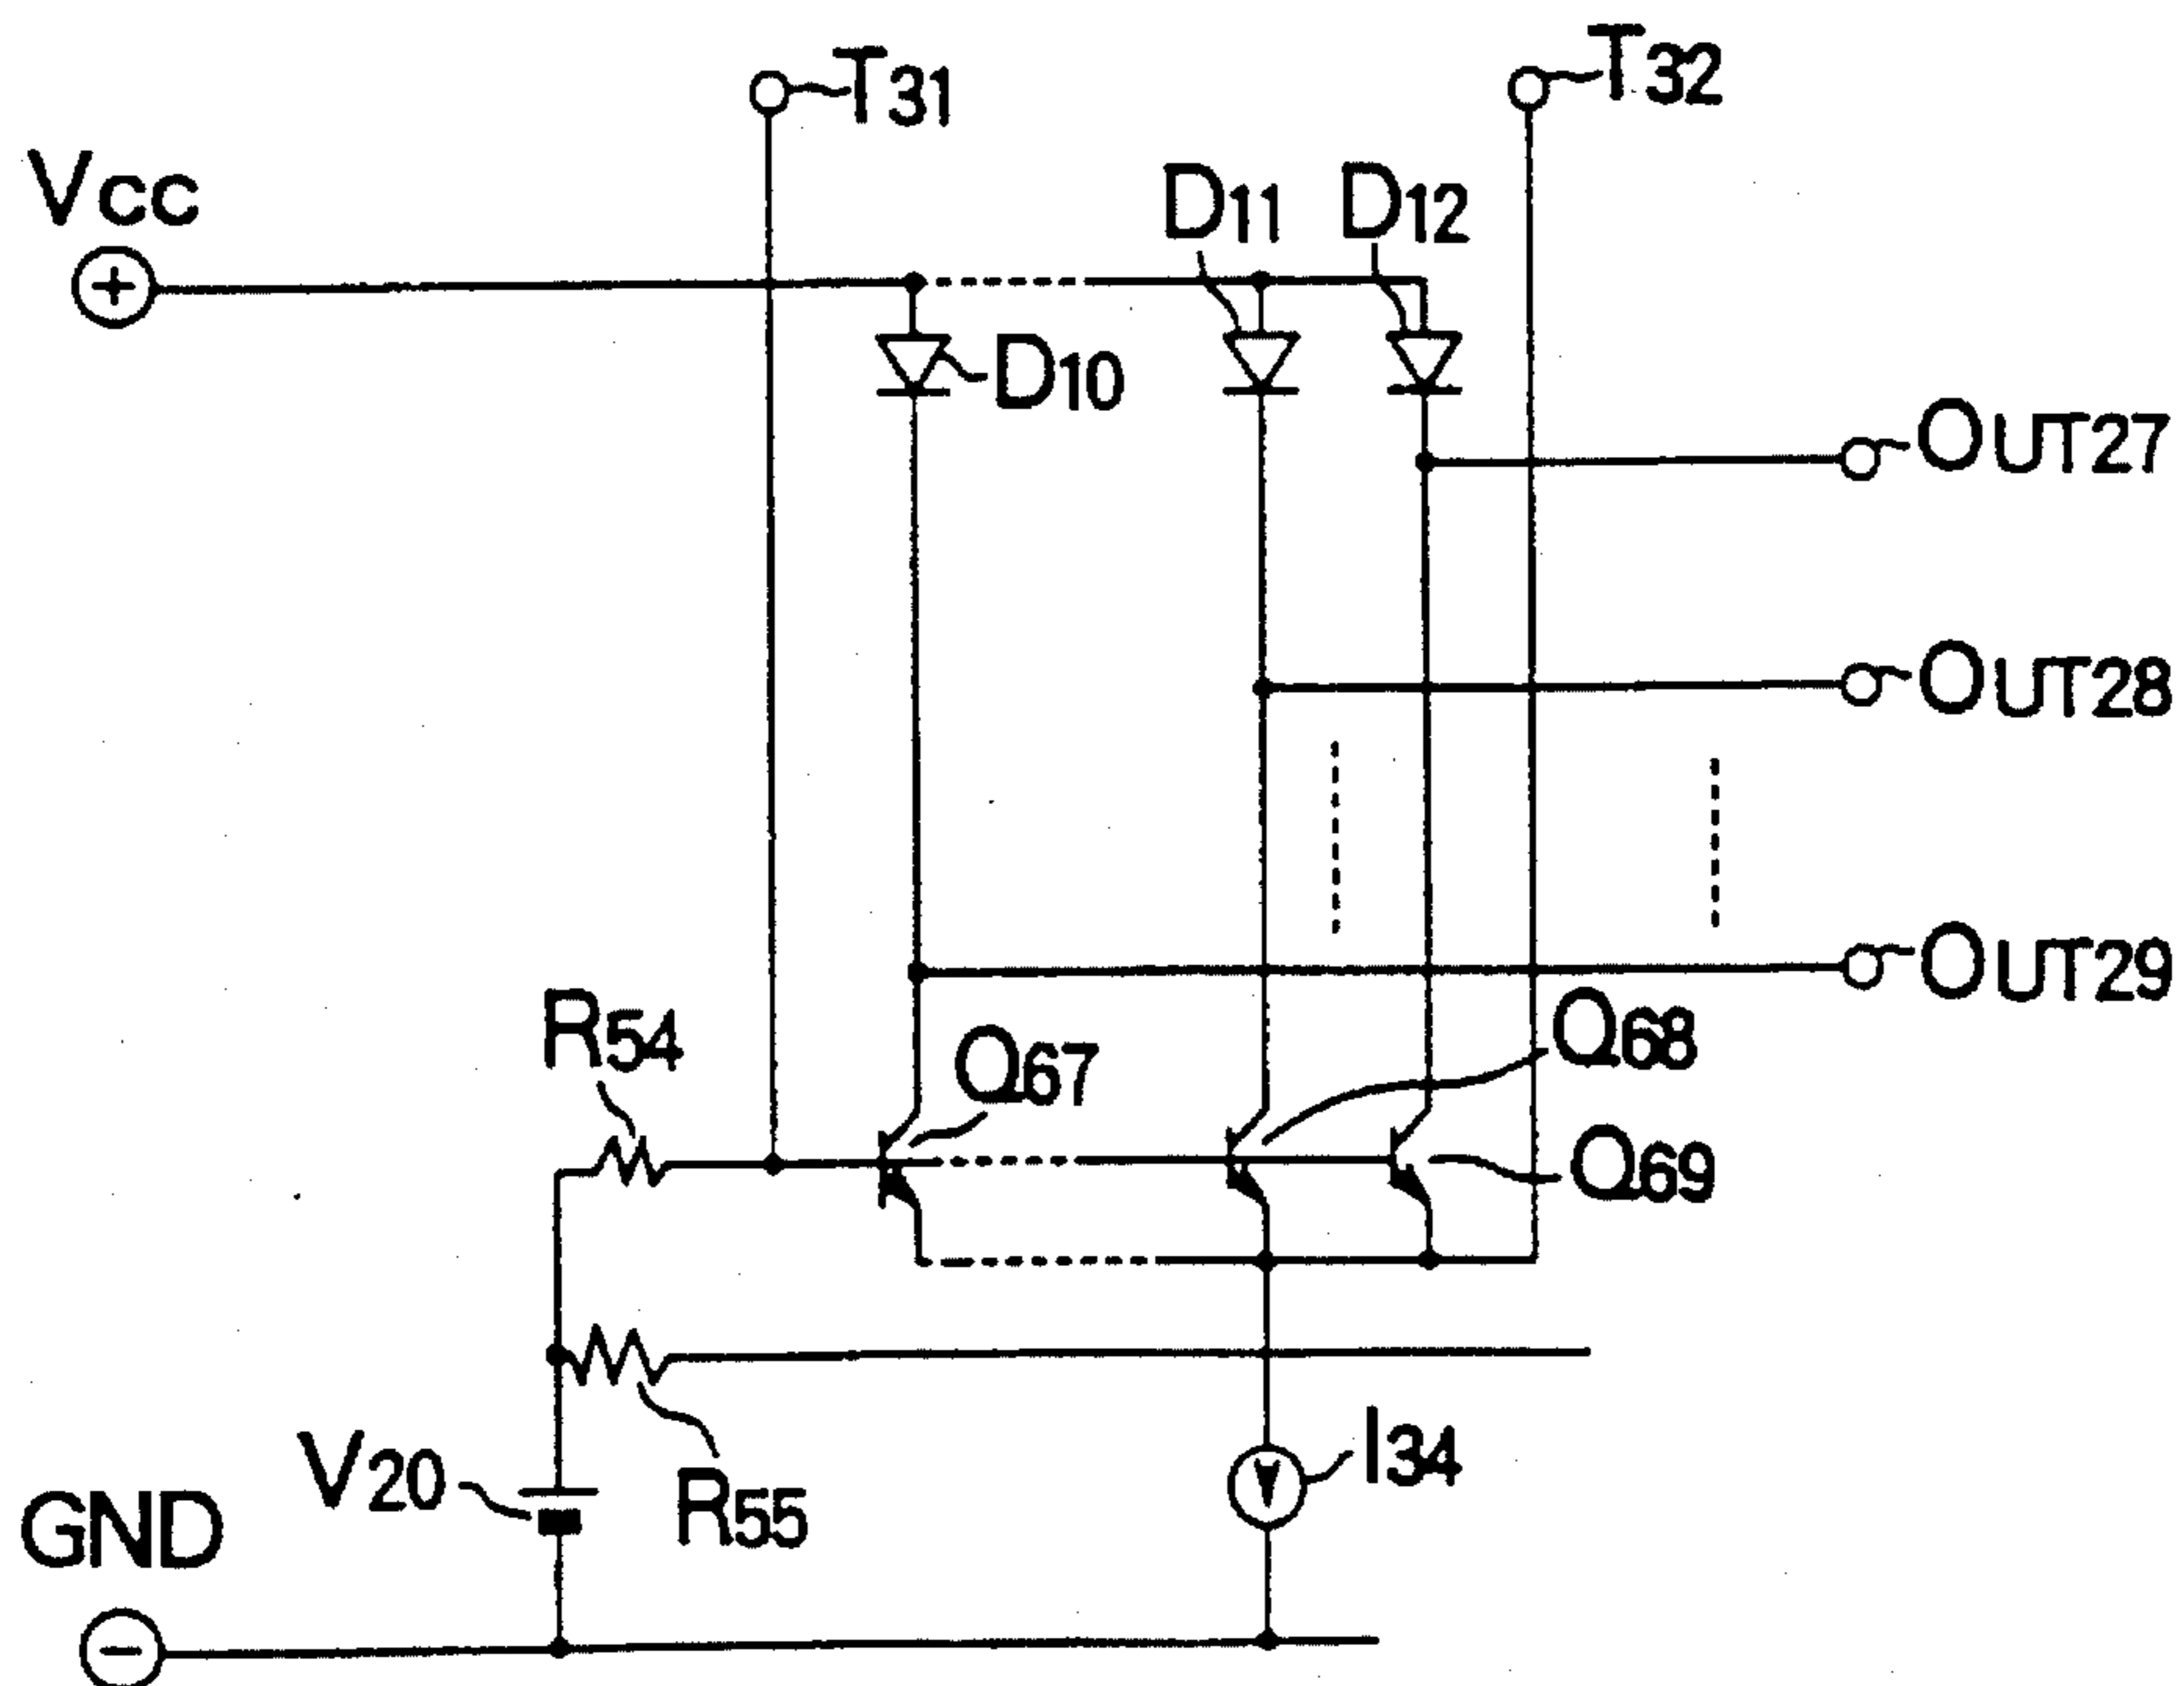 T31
T32
Vcc
D11
D12
D10
OUT27
OUT28
OUT29
R54
Q67
Q68
Q69
I34
V20
R55
GND